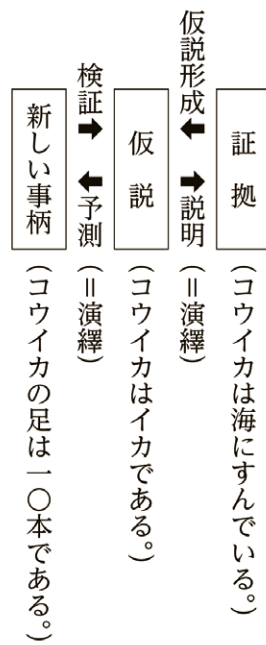 証拠(コウイカは海にすんでいる。)
仮説形成⬅ ➡説明(=演繹)
仮説(コウイカはイカである。)
検証➡ ⬅予測(=演繹)
新しい事柄(コウイカの足は一〇本である。)